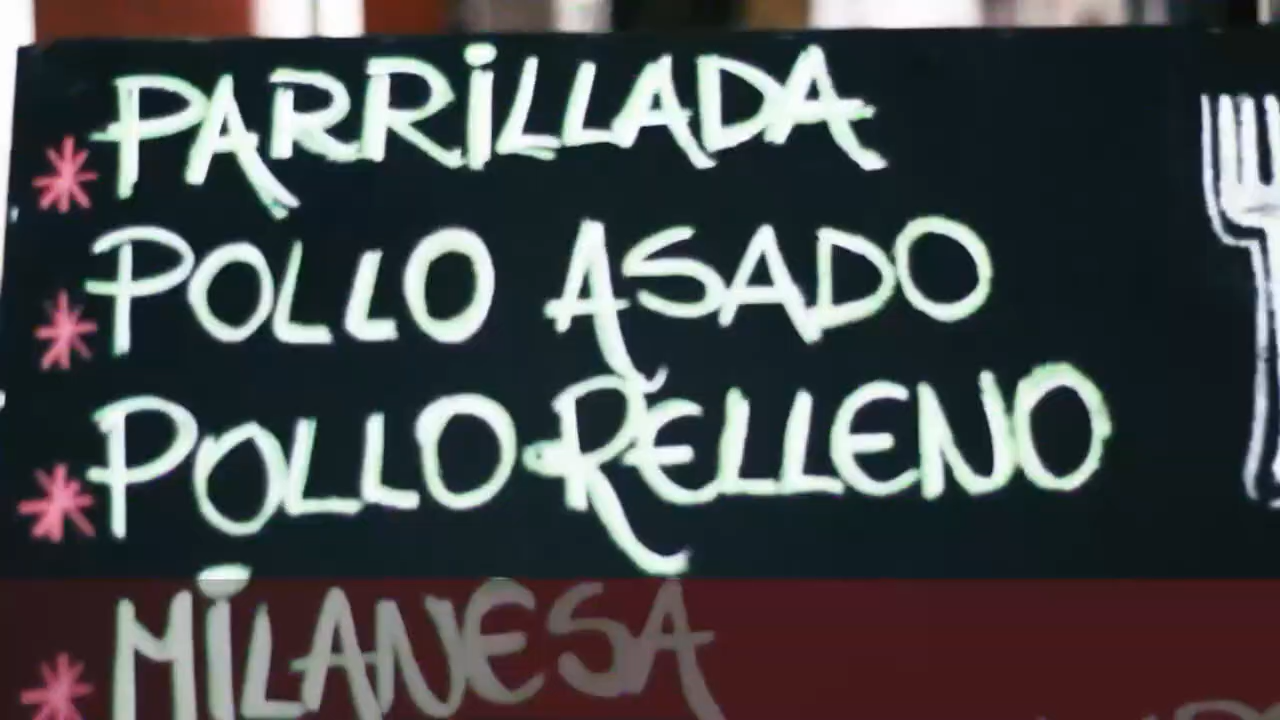 * PARRiLLADA
* POLLO ASADO
* POLLO RELLENO
* MiLANESA